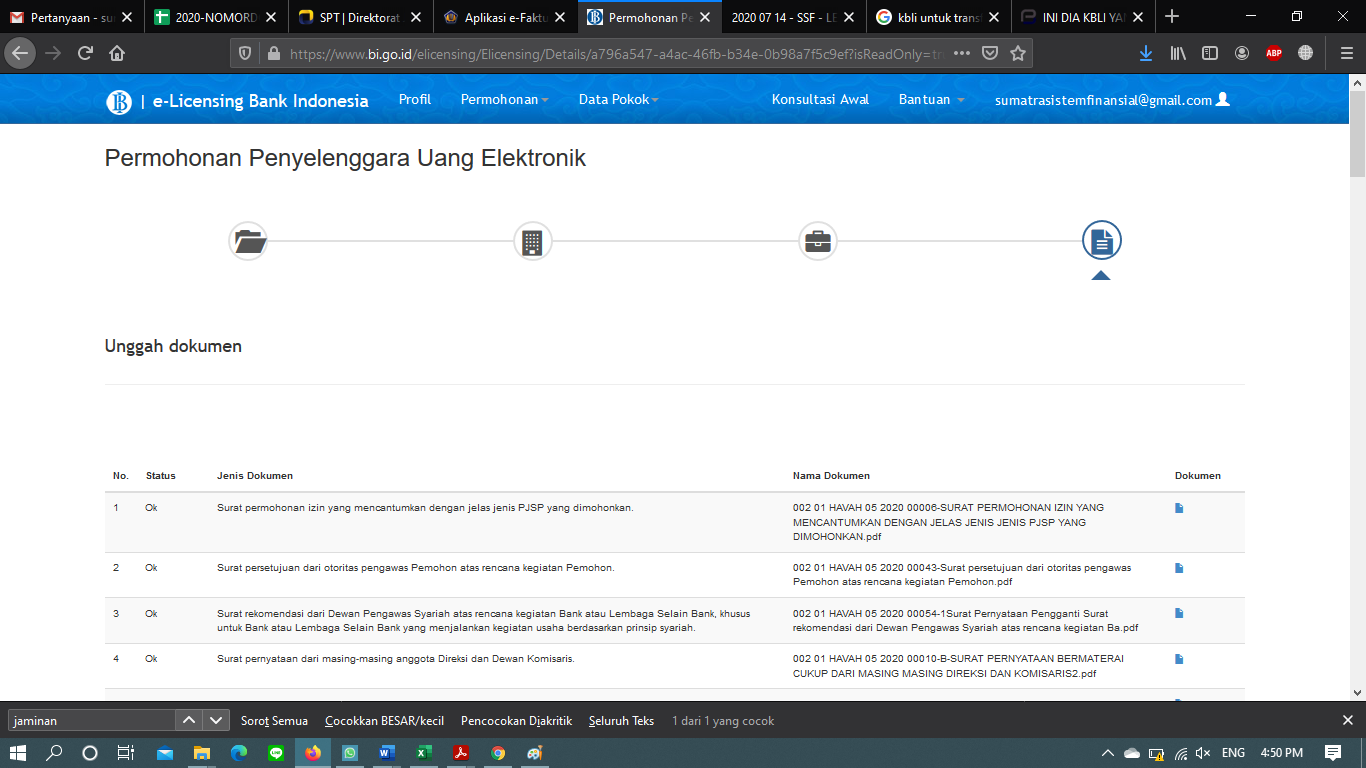 Pertanyaan - su
2020-NOMORD
SPT | Direktorat
Aplikasi e-Faktu
Permohonan Pe
2020 07 14 - SSF - LE
kbli untuk trans
INI DIA KBLI YA
https://www.bi.go.id/elicensing/Elicensing/Details/a796a547-a4ac-46fb-b34e-0b98a7f5c9ef?isReadOnly=tr
ABP
| e-Licensing Bank Indonesia
Profil
Permohonan
Data Pokok
Konsultasi Awal
Bantuan
sumatrasistemfinansial@gmail.com
Permohonan Penyelenggara Uang Elektronik
Unggah dokumen
No. Status Jenis Dokumen Nama Dokumen Dokumen
1 Ok Surat permohonan izin yang mencantumkan dengan jelas jenis PJSP yang dimohonkan. 002 01 HAVAH 05 2020 00006-SURAT PERMOHONAN IZIN YANG
MENCANTUMKAN DENGAN JELAS JENIS JENIS PJSP YANG
DIMOHONKAN.pdf
2 Ok Surat persetujuan dari otoritas pengawas Pemohon atas rencana kegiatan Pemohon. 002 01 HAVAH 05 2020 00043-Surat persetujuan dari otoritas pengawas
Pemohon atas rencana kegiatan Pemohon.pdf
3 Ok Surat rekomendasi dari Dewan Pengawas Syariah atas rencana kegiatan Bank atau Lembaga Selain Bank, khusus 002 01 HAVAH 05 2020 00054-1Surat Pernyataan Pengganti Surat
untuk Bank atau Lembaga Selain Bank yang menjalankan kegiatan usaha berdasarkan prinsip syariah. rekomendasi dari Dewan Pengawas Syariah atas rencana kegiatan Ba.pdf
4 Ok Surat pernyataan dari masing-masing anggota Direksi dan Dewan Komisaris. 002 01 HAVAH 05 2020 00010-B-SURAT PERNYATAAN BERMATERAI
CUKUP DARI MASING MASING DIREKSI DAN KOMISARIS2.pdf
jaminan
Sorot Semua
Cocokkan BESAR/kecil
Pencocokan Diakritik
Seluruh Teks
1 dari 1 yang cocok
ENG
4:50 PM